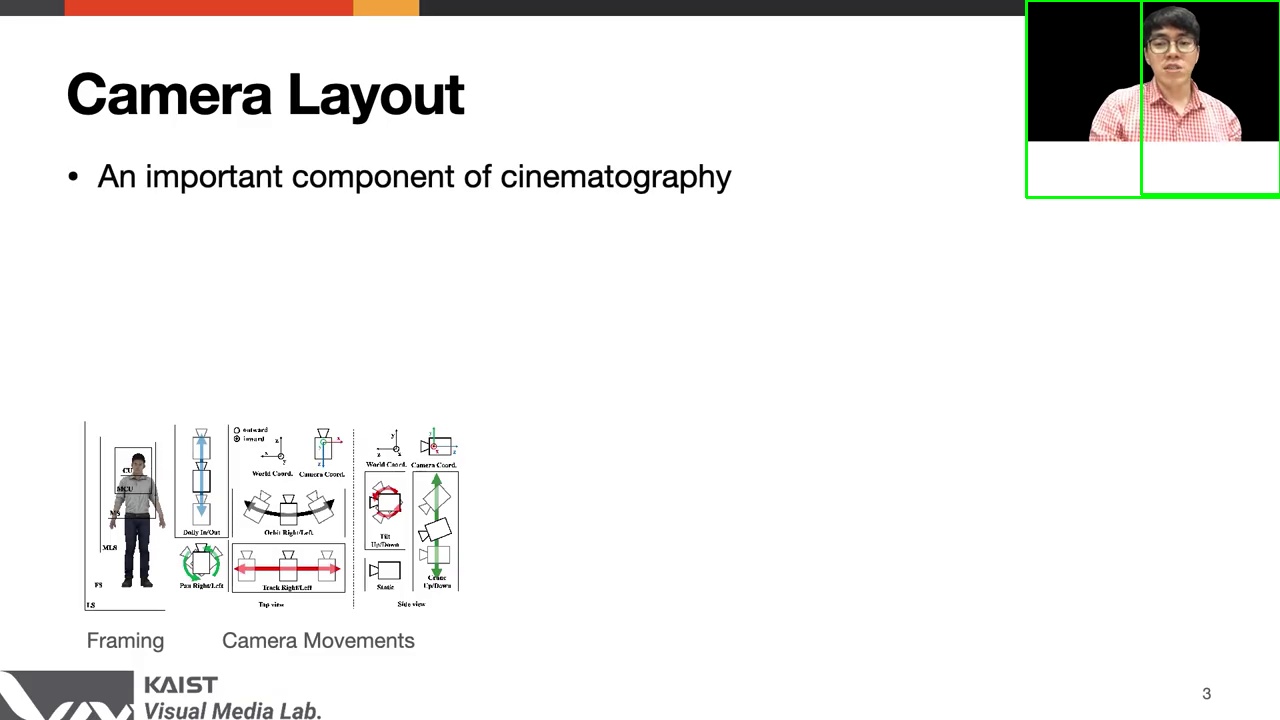 Camera Layout
• An important component of cinematography
CU
MCU
MS
MLS
FS
LS
Dolly In/Out
Pan Right/Left
outward
inward
z
x
y
World Coord.
x
y
z
Camera Coord.
Orbit Right/Left.
Track Right/Left
Top view
y
z
x
World Coord.
y
x
z
Camera Coord.
Tilt
Up/Down
Static
Crane
Up/Down
Side view
Framing
Camera Movements
KAIST
Visual Media Lab.
3